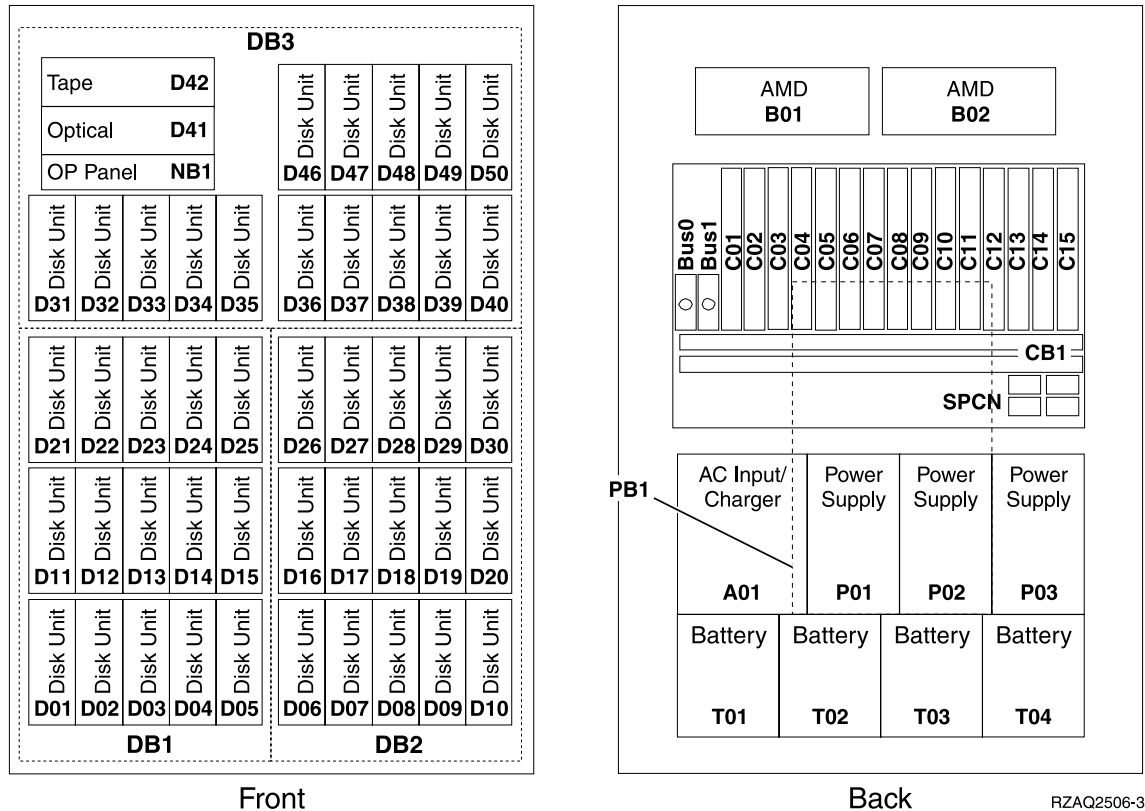 DB3
Tape D42
Optical D41
OP Panel NB1
Disk Unit Disk Unit Disk Unit Disk Unit Disk Unit
D46 D47 D48 D49 D50
Disk Unit Disk Unit Disk Unit Disk Unit Disk Unit
D31 D32 D33 D34 D35
Disk Unit Disk Unit Disk Unit Disk Unit Disk Unit
D36 D37 D38 D39 D40
Disk Unit Disk Unit Disk Unit Disk Unit Disk Unit
D21 D22 D23 D24 D25
Disk Unit Disk Unit Disk Unit Disk Unit Disk Unit
D11 D12 D13 D14 D15
Disk Unit Disk Unit Disk Unit Disk Unit Disk Unit
D01 D02 D03 D04 D05
DB1
Disk Unit Disk Unit Disk Unit Disk Unit Disk Unit
D26 D27 D28 D29 D30
Disk Unit Disk Unit Disk Unit Disk Unit Disk Unit
D16 D17 D18 D19 D20
Disk Unit Disk Unit Disk Unit Disk Unit Disk Unit
D06 D07 D08 D09 D10
DB2
Front
AMD
B01
AMD
B02
Bus0 Bus1 C01 C02 C03 C04 C05 C06 C07 C08 C09 C10 C11 C12 C13 C14 C15
CB1
SPCN
PB1
AC Input/
Charger
A01
Power
Supply
P01
Power
Supply
P02
Power
Supply
P03
Battery
T01
Battery
T02
Battery
T03
Battery
T04
Back
RZAQ2506-3